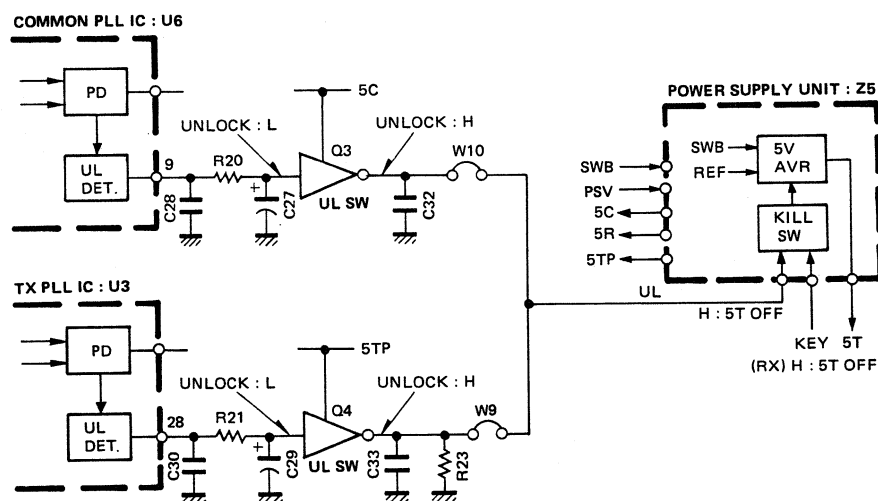 COMMON PLL IC : U6
PD
UL
DET.
9
R20
C28
UNLOCK : L
C27
5C
Q3
UL SW
UNLOCK : H
C32
W10
POWER SUPPLY UNIT : Z5
SWB
PSV
5C
5R
5TP
SWB
REF
5V
AVR
KILL
SW
UL
H : 5T OFF
KEY 5T
(RX) H : 5T OFF
TX PLL IC : U3
PD
UL
DET.
28
R21
C30
UNLOCK : L
C29
5TP
Q4
UL SW
UNLOCK : H
C33
R23
W9